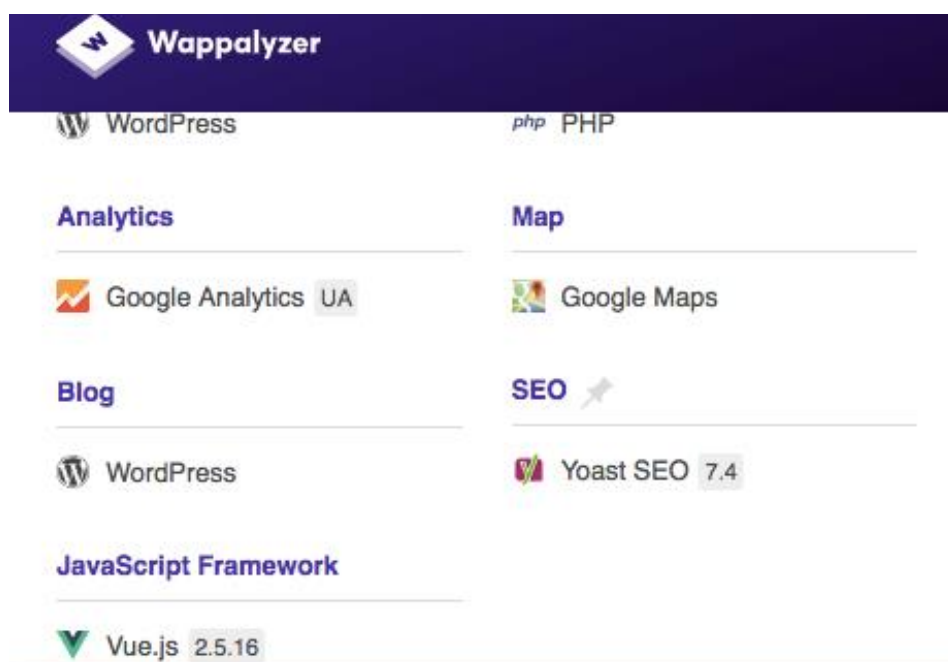 Wappalyzer
WordPress
php PHP
Analytics
Map
Google Analytics UA
Google Maps
Blog
SEO
WordPress
Yoast SEO 7.4
JavaScript Framework
Vue.js 2.5.16